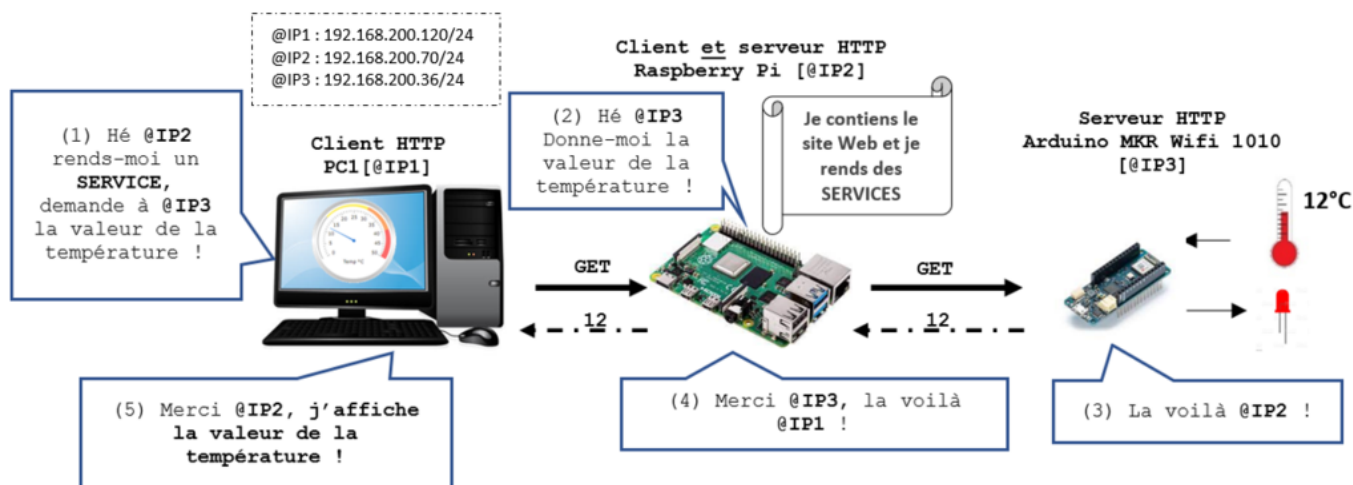 @IP1 : 192.168.200.120/24
@IP2 : 192.168.200.70/24
@IP3 : 192.168.200.36/24
Client et serveur HTTP
Raspberry Pi [@IP2]
(1) Hé @IP2
rends-moi un
SERVICE,
demande à @IP3
la valeur de la
température !
Client HTTP
PC1[@IP1]
(2) Hé @IP3
Donne-moi la
valeur de la
température !
Je contiens le
site Web et je
rends des
SERVICES
Serveur HTTP
Arduino MKR Wifi 1010
[@IP3]
12°C
Temp °C
GET
12
GET
12
(5) Merci @IP2, j'affiche
la valeur de la
température !
(4) Merci @IP3, la voilà
@IP1 !
(3) La voilà @IP2 !